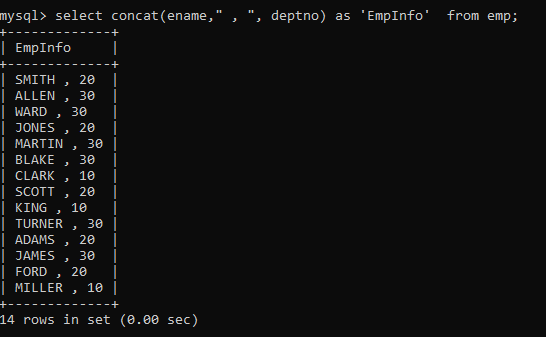 mysql> select concat(ename," , ", deptno) as 'EmpInfo'  from emp;
+-------------+
| EmpInfo     |
+-------------+
| SMITH , 20  |
| ALLEN , 30  |
| WARD , 30   |
| JONES , 20  |
| MARTIN , 30 |
| BLAKE , 30  |
| CLARK , 10  |
| SCOTT , 20  |
| KING , 10   |
| TURNER , 30 |
| ADAMS , 20  |
| JAMES , 30  |
| FORD , 20   |
| MILLER , 10 |
+-------------+
14 rows in set (0.00 sec)